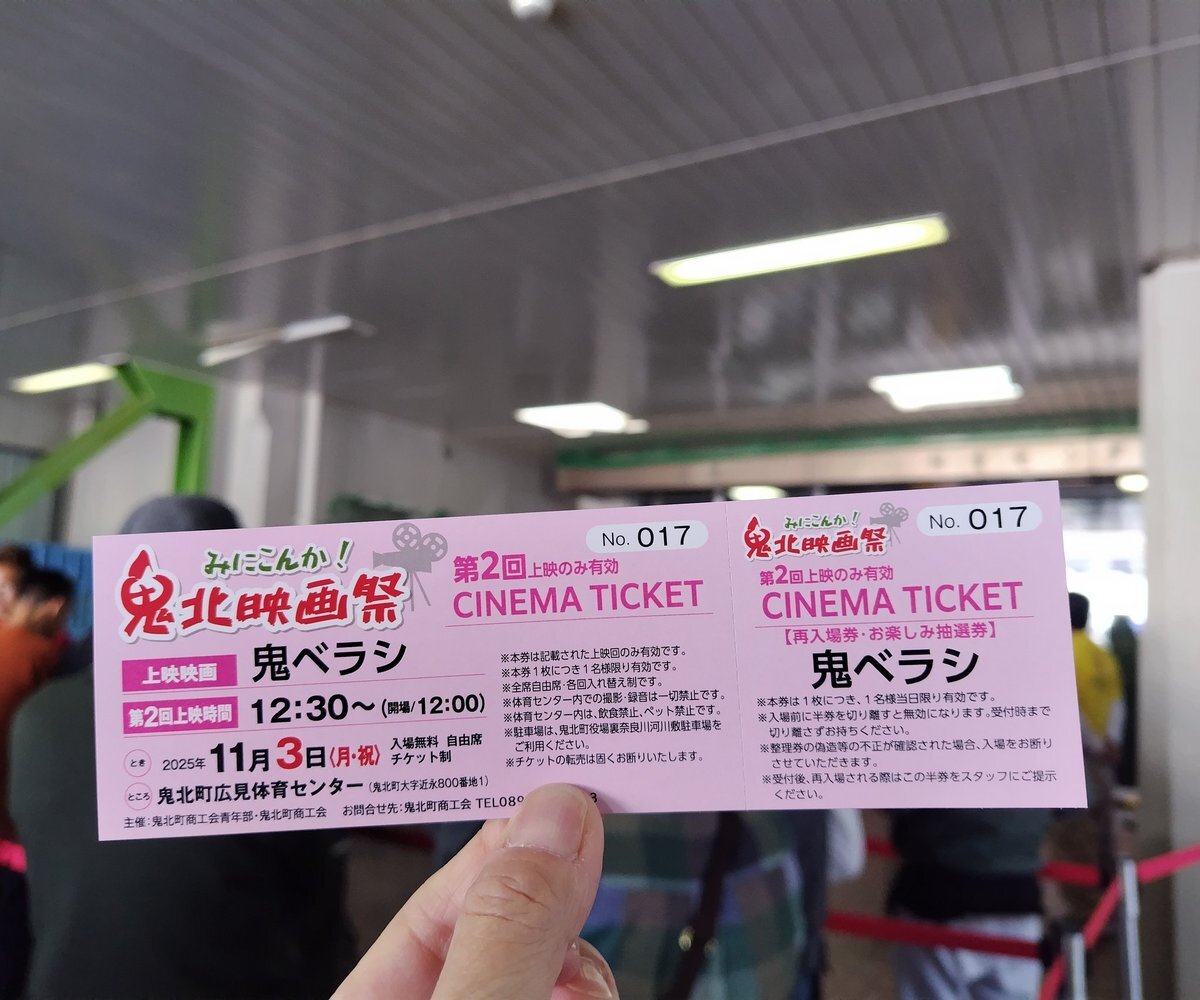 みにこんか!
鬼北映画祭
上映映画 鬼ベラシ
第2回上映時間 12:30～(開場/12:00)
とき 2025年11月3日〈月・祝〉 入場無料 自由席
チケット制
ところ 鬼北町広見体育センター(鬼北町大字近永800番地1)
主催:鬼北町商工会青年部・鬼北町商工会 お問合せ先:鬼北町商工会 TEL089
No. 017
第2回上映のみ有効
CINEMA TICKET
※本券は記載された上映回のみ有効です。
※本券1枚につき1名様限り有効です。
※全席自由席・各回入れ替え制です。
※体育センター内での撮影・録音は一切禁止です。
※体育センター内は、飲食禁止、ペット禁止です。
※駐車場は、鬼北町役場裏奈良川河川敷駐車場を
ご利用ください。
※チケットの転売は固くお断りいたします。
みにこんか!
鬼北映画祭
No. 017
第2回上映のみ有効
CINEMA TICKET
【再入場券・お楽しみ抽選券】
鬼ベラシ
※本券は1枚につき、1名様当日限り有効です。
※入場前に半券を切り離すと無効になります。受付時まで
切り離さずお持ちください。
※整理券の偽造等の不正が確認された場合、入場をお断り
させていただきます。
※受付後、再入場される際はこの半券をスタッフにご提示
ください。